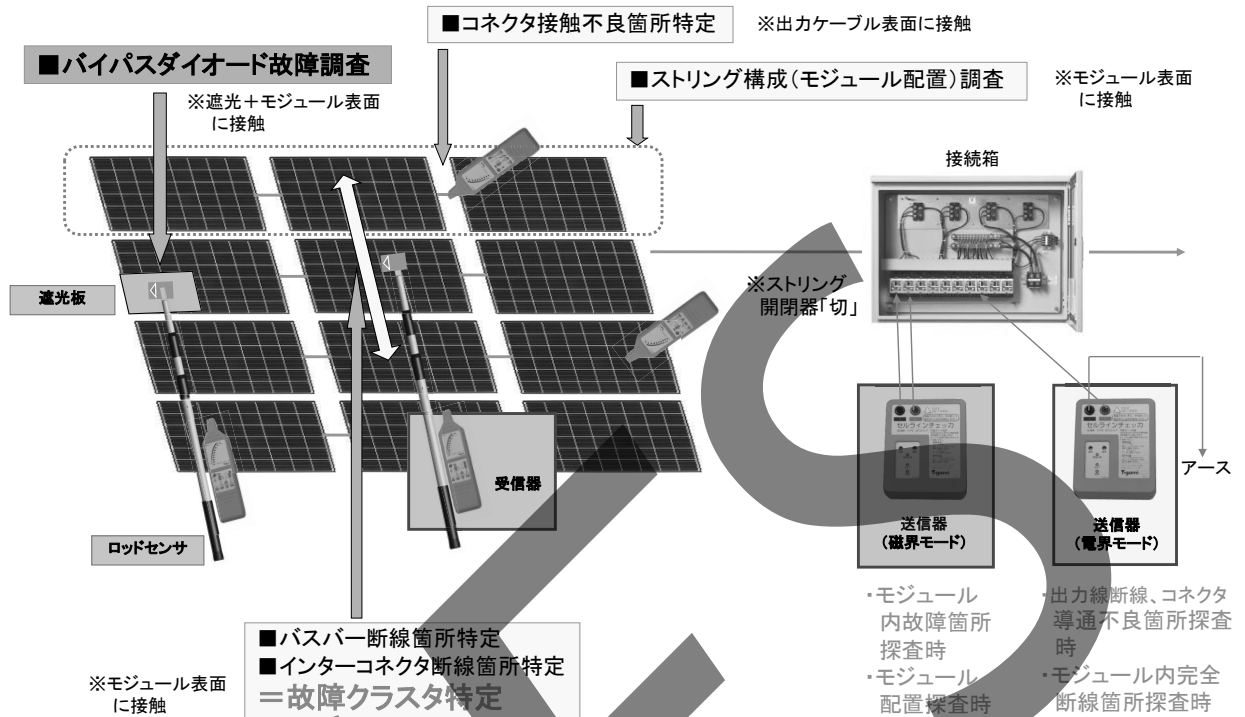 ■コネクタ接触不良箇所特定
※出力ケーブル表面に接触
■バイパスダイオード故障調査
※遮光＋モジュール表面
に接触
■ストリング構成（モジュール配置）調査
※モジュール表面
に接触
接続箱
遮光板
※ストリング
開閉器「切」
アース
受信器
セルラインチェッカ
Togami
セルラインチェッカ
Togami
送信器
（磁界モード）
送信器
（電界モード）
ロッドセンサ
・モジュール
内故障箇所
探査時
・モジュール
配置探査時
・出力線断線、コネクタ
導通不良箇所探査
時
・モジュール内完全
断線箇所探査時
■バスバー断線箇所特定
■インターコネクタ断線箇所特定
＝故障クラスタ特定
※モジュール表面
に接触